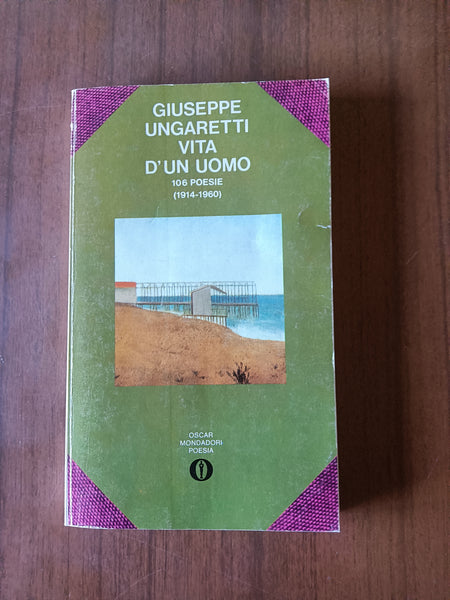 GIUSEPPE
UNGARETTI
VITA
D'UN UOMO
106 POESIE
(1914-1960)
OSCAR
MONDADORI
POESIA